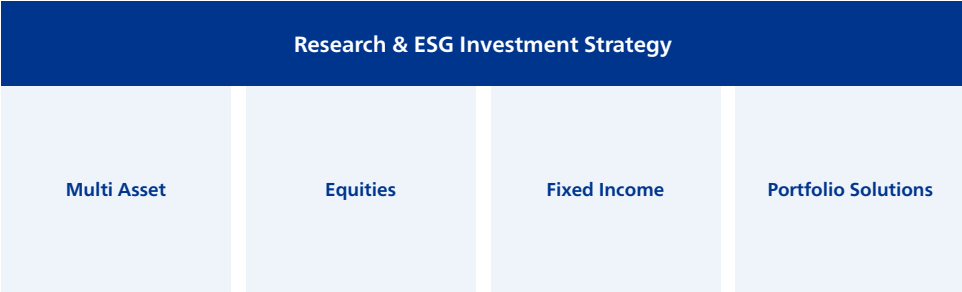 Research & ESG Investment Strategy
Multi Asset
Equities
Fixed Income
Portfolio Solutions